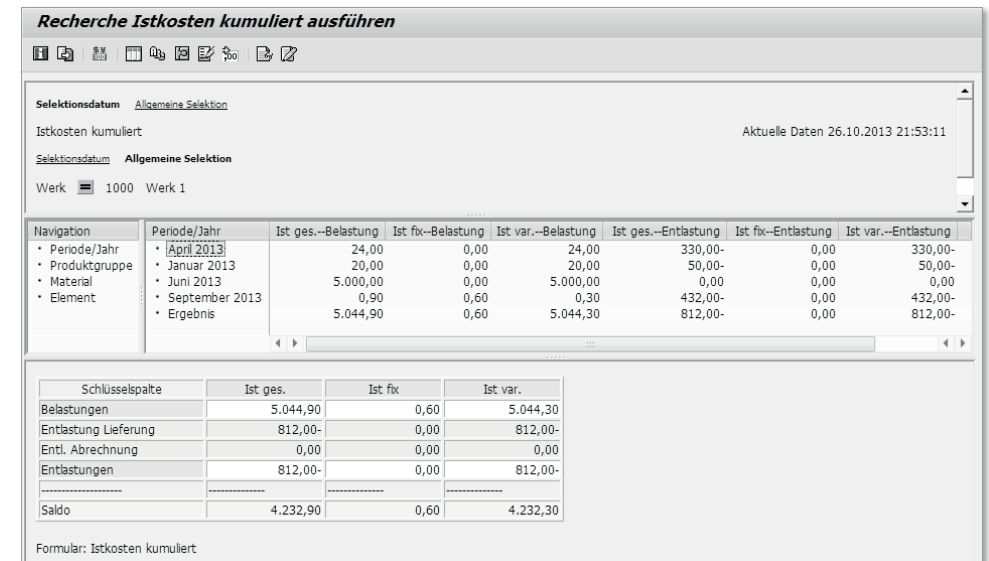 Recherche Istkosten kumuliert ausführen
Selektionsdatum Allgemeine Selektion
Istkosten kumuliert Aktuelle Daten 26.10.2013 21:53:11
Selektionsdatum Allgemeine Selektion
Werk = 1000 Werk 1
Navigation Periode/Jahr Ist ges.--Belastung Ist fix--Belastung Ist var.--Belastung Ist ges.--Entlastung Ist fix--Entlastung Ist var.--Entlastung
• Periode/Jahr • April 2013 24,00 0,00 24,00 330,00- 0,00 330,00-
• Produktgruppe • Januar 2013 20,00 0,00 20,00 50,00- 0,00 50,00-
• Material • Juni 2013 5.000,00 0,00 5.000,00 0,00 0,00 0,00
• Element • September 2013 0,90 0,60 0,30 432,00- 0,00 432,00-
• Ergebnis 5.044,90 0,60 5.044,30 812,00- 0,00 812,00-
Schlüsselspalte Ist ges. Ist fix Ist var.
Belastungen 5.044,90 0,60 5.044,30
Entlastung Lieferung 812,00- 0,00 812,00-
Entl. Abrechnung 0,00 0,00 0,00
Entlastungen 812,00- 0,00 812,00-
-------------------- -------------- -------------- --------------
Saldo 4.232,90 0,60 4.232,30
Formular: Istkosten kumuliert